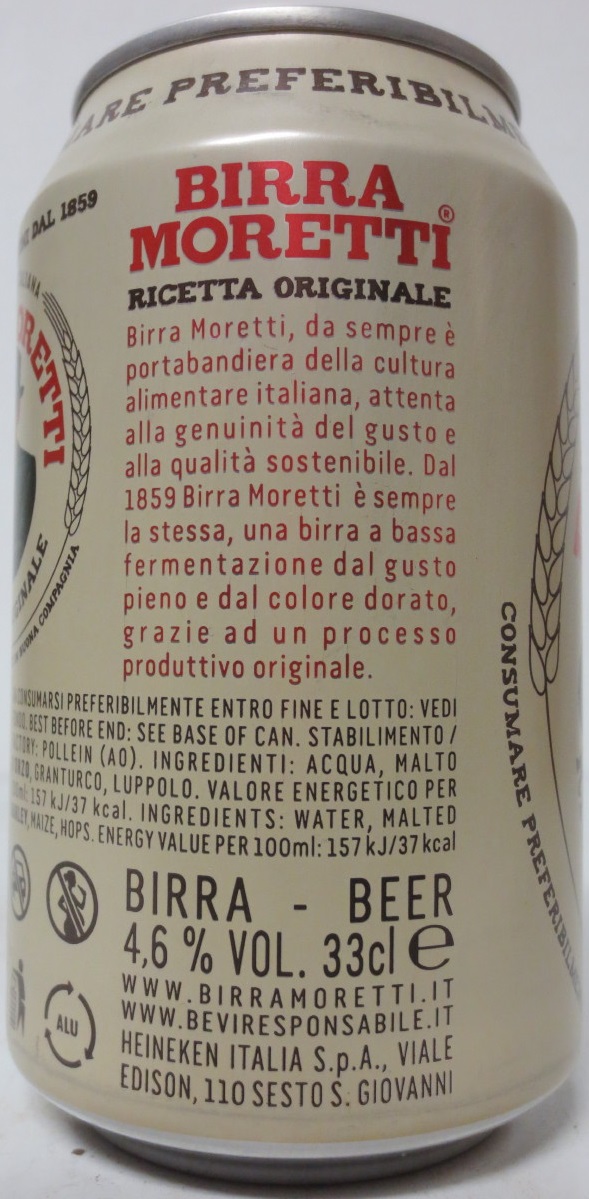 PREFERIBILM
DAL 1859
BIRRA
MORETTI®
RICETTA ORIGINALE
Birra Moretti, da sempre è
portabandiera della cultura
alimentare italiana, attenta
alla genuinità del gusto e
alla qualità sostenibile. Dal
1859 Birra Moretti è sempre
la stessa, una birra a bassa
fermentazione dal gusto
pieno e dal colore dorato,
grazie ad un processo
produttivo originale.
CONSUMARSI PREFERIBILMENTE ENTRO FINE E LOTTO: VEDI
BEST BEFORE END: SEE BASE OF CAN. STABILIMENTO /
POLLEIN (AO). INGREDIENTI: ACQUA, MALTO
GRANTURCO, LUPPOLO. VALORE ENERGETICO PER
157 kJ/37 kcal. INGREDIENTS: WATER, MALTED
MAIZE, HOPS. ENERGY VALUE PER 100ml: 157 kJ/37 kcal
BIRRA - BEER
4,6 % VOL. 33cl e
WWW.BIRRAMORETTI.IT
WWW.BEVIRESPONSABILE.IT
HEINEKEN ITALIA S.p.A., VIALE
EDISON, 110 SESTO S. GIOVANNI
ALU
ORETTI
GINALE
BUONA COMPAGNIA
CONSUMARE PREFERIBILM